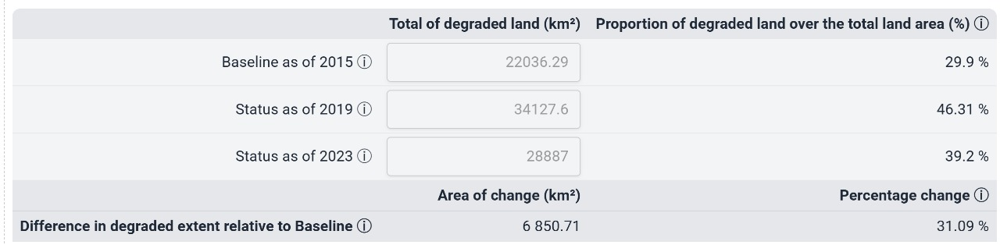 Total of degraded land (km²) Proportion of degraded land over the total land area (%) ⓘ
Baseline as of 2015 ⓘ 22036.29 29.9 %
Status as of 2019 ⓘ 34127.6 46.31 %
Status as of 2023 ⓘ 28887 39.2 %
Area of change (km²) Percentage change ⓘ
Difference in degraded extent relative to Baseline ⓘ 6 850.71 31.09 %